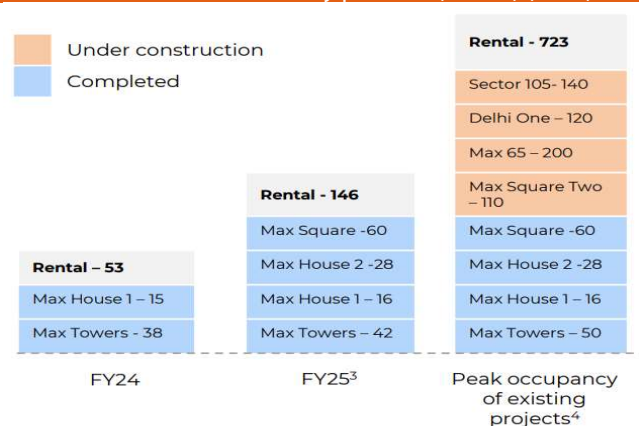 Under construction
Completed
Rental – 53
Max House 1 – 15
Max Towers - 38
FY24
Rental - 146
Max Square -60
Max House 2 -28
Max House 1 – 16
Max Towers – 42
FY25³
Rental - 723
Sector 105- 140
Delhi One – 120
Max 65 – 200
Max Square Two
– 110
Max Square -60
Max House 2 -28
Max House 1 – 16
Max Towers – 50
Peak occupancy
of existing
projects⁴